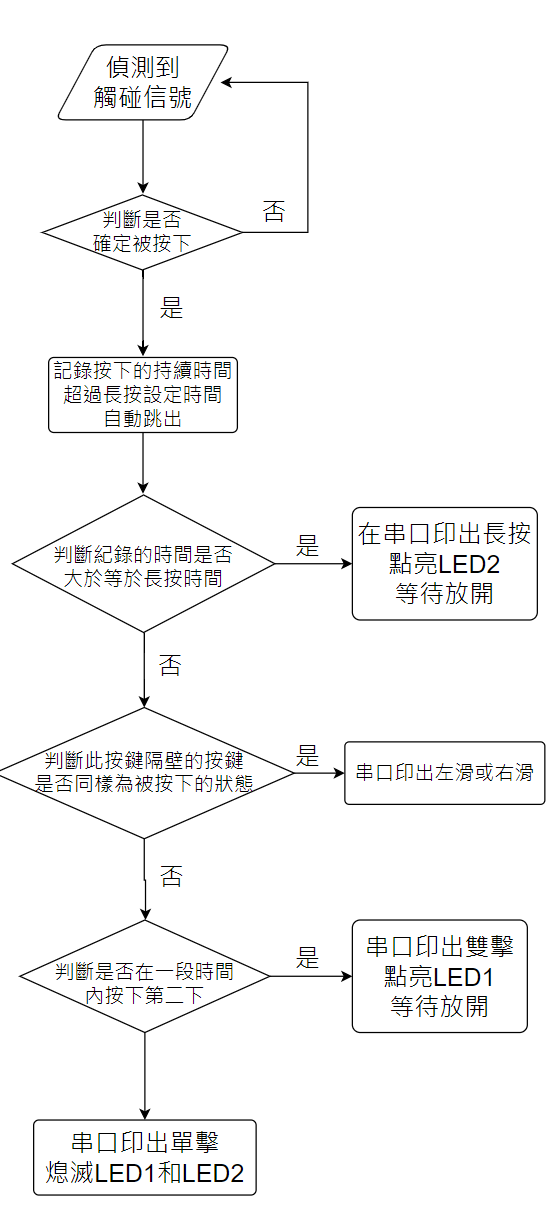 偵測到
觸碰信號
判斷是否
確定被按下
否
是
記錄按下的持續時間
超過長按設定時間
自動跳出
判斷紀錄的時間是否
大於等於長按時間
是
在串口印出長按
點亮LED2
等待放開
否
判斷此按鍵隔壁的按鍵
是否同樣為被按下的狀態
是
串口印出左滑或右滑
否
判斷是否在一段時間
內按下第二下
是
串口印出雙擊
點亮LED1
等待放開
串口印出單擊
熄滅LED1和LED2